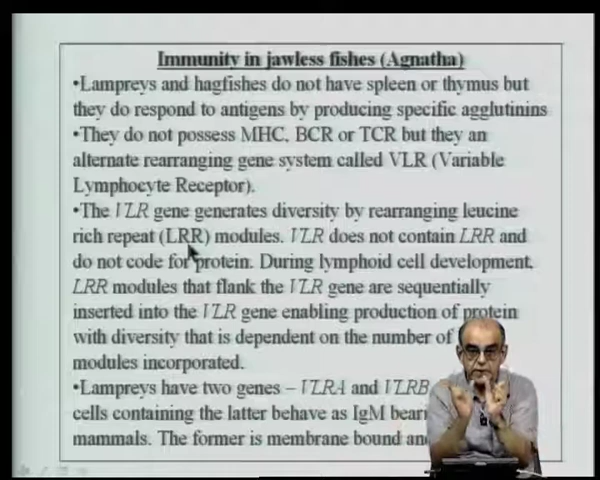 Immunity in jawless fishes (Agnatha)
•Lampreys and hagfishes do not have spleen or thymus but
they do respond to antigens by producing specific agglutinins
•They do not possess MHC, BCR or TCR but they an
alternate rearranging gene system called VLR (Variable
Lymphocyte Receptor).
•The VLR gene generates diversity by rearranging leucine
rich repeat (LRR) modules. VLR does not contain LRR and
do not code for protein. During lymphoid cell development,
LRR modules that flank the VLR gene are sequentially
inserted into the VLR gene enabling production of protein
with diversity that is dependent on the number of
modules incorporated.
•Lampreys have two genes – VLRA and VLRB
cells containing the latter behave as IgM
mammals. The former is membrane bound